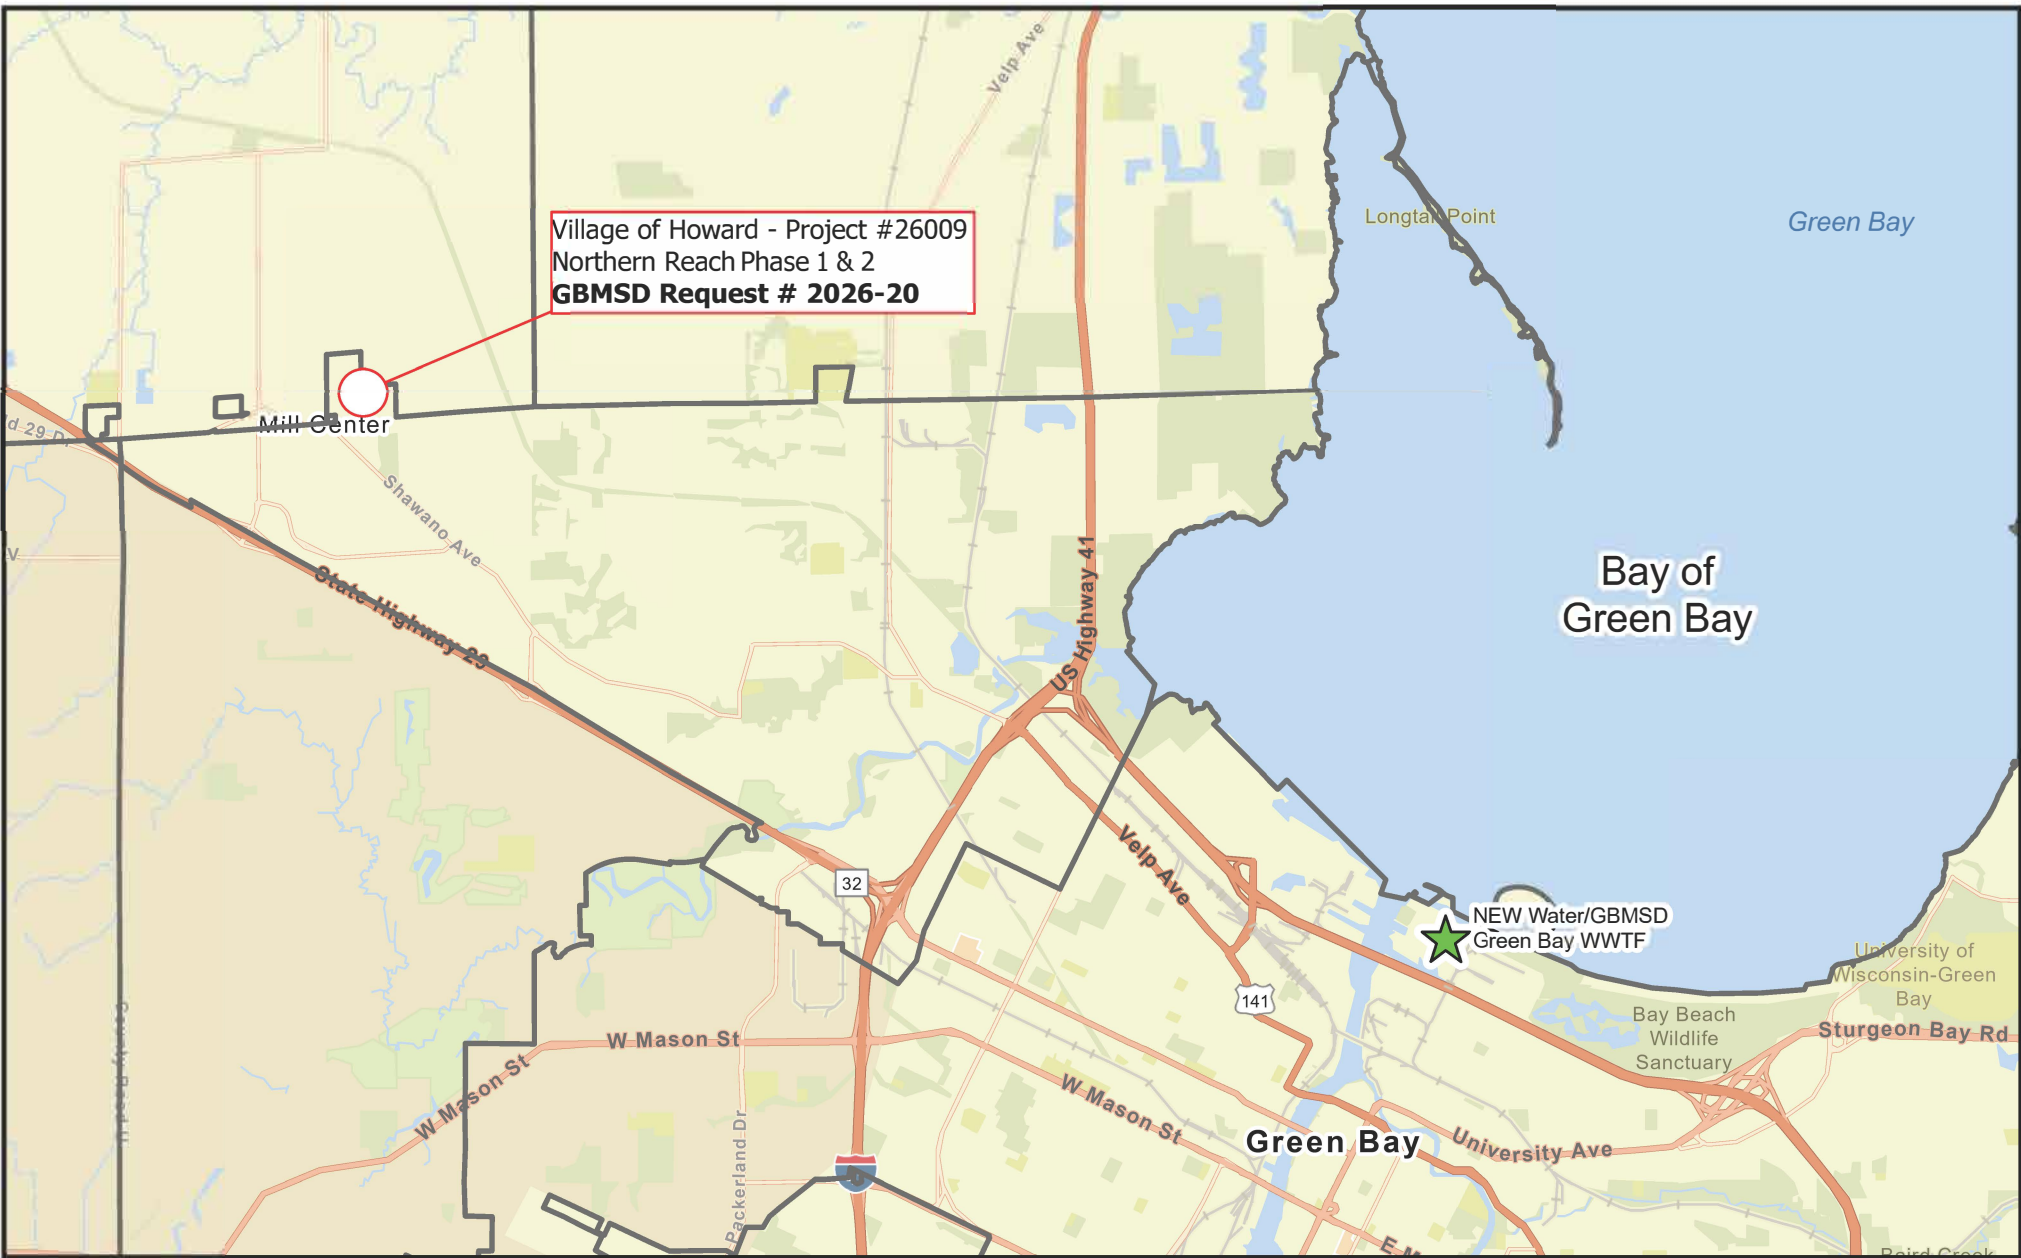 Velp Ave
Village of Howard - Project #26009
Northern Reach Phase 1 & 2
GBMSD Request # 2026-20
Longtail Point
Green Bay
Mill Center
29 Dr
Shawano Ave
V
State Highway 29
US Highway 41
Bay of
Green Bay
Velp Ave
32
NEW Water/GBMSD
Green Bay WWTF
University of
Wisconsin-Green
Bay
141
Bay Beach
Wildlife
Sanctuary
Sturgeon Bay Rd
W Mason St
W Mason St
W Mason St
Packerland Dr
Green Bay
University Ave